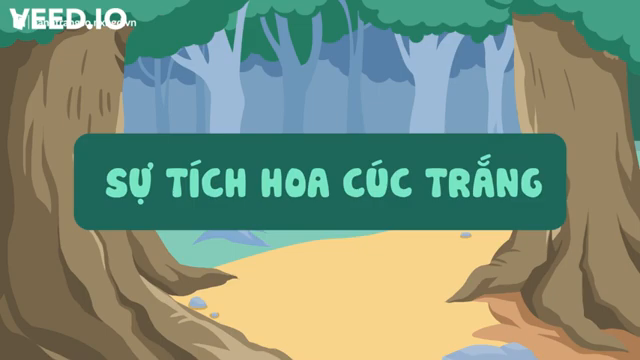 VEED.IO
SỰ TÍCH HOA CÚC TRẮNG